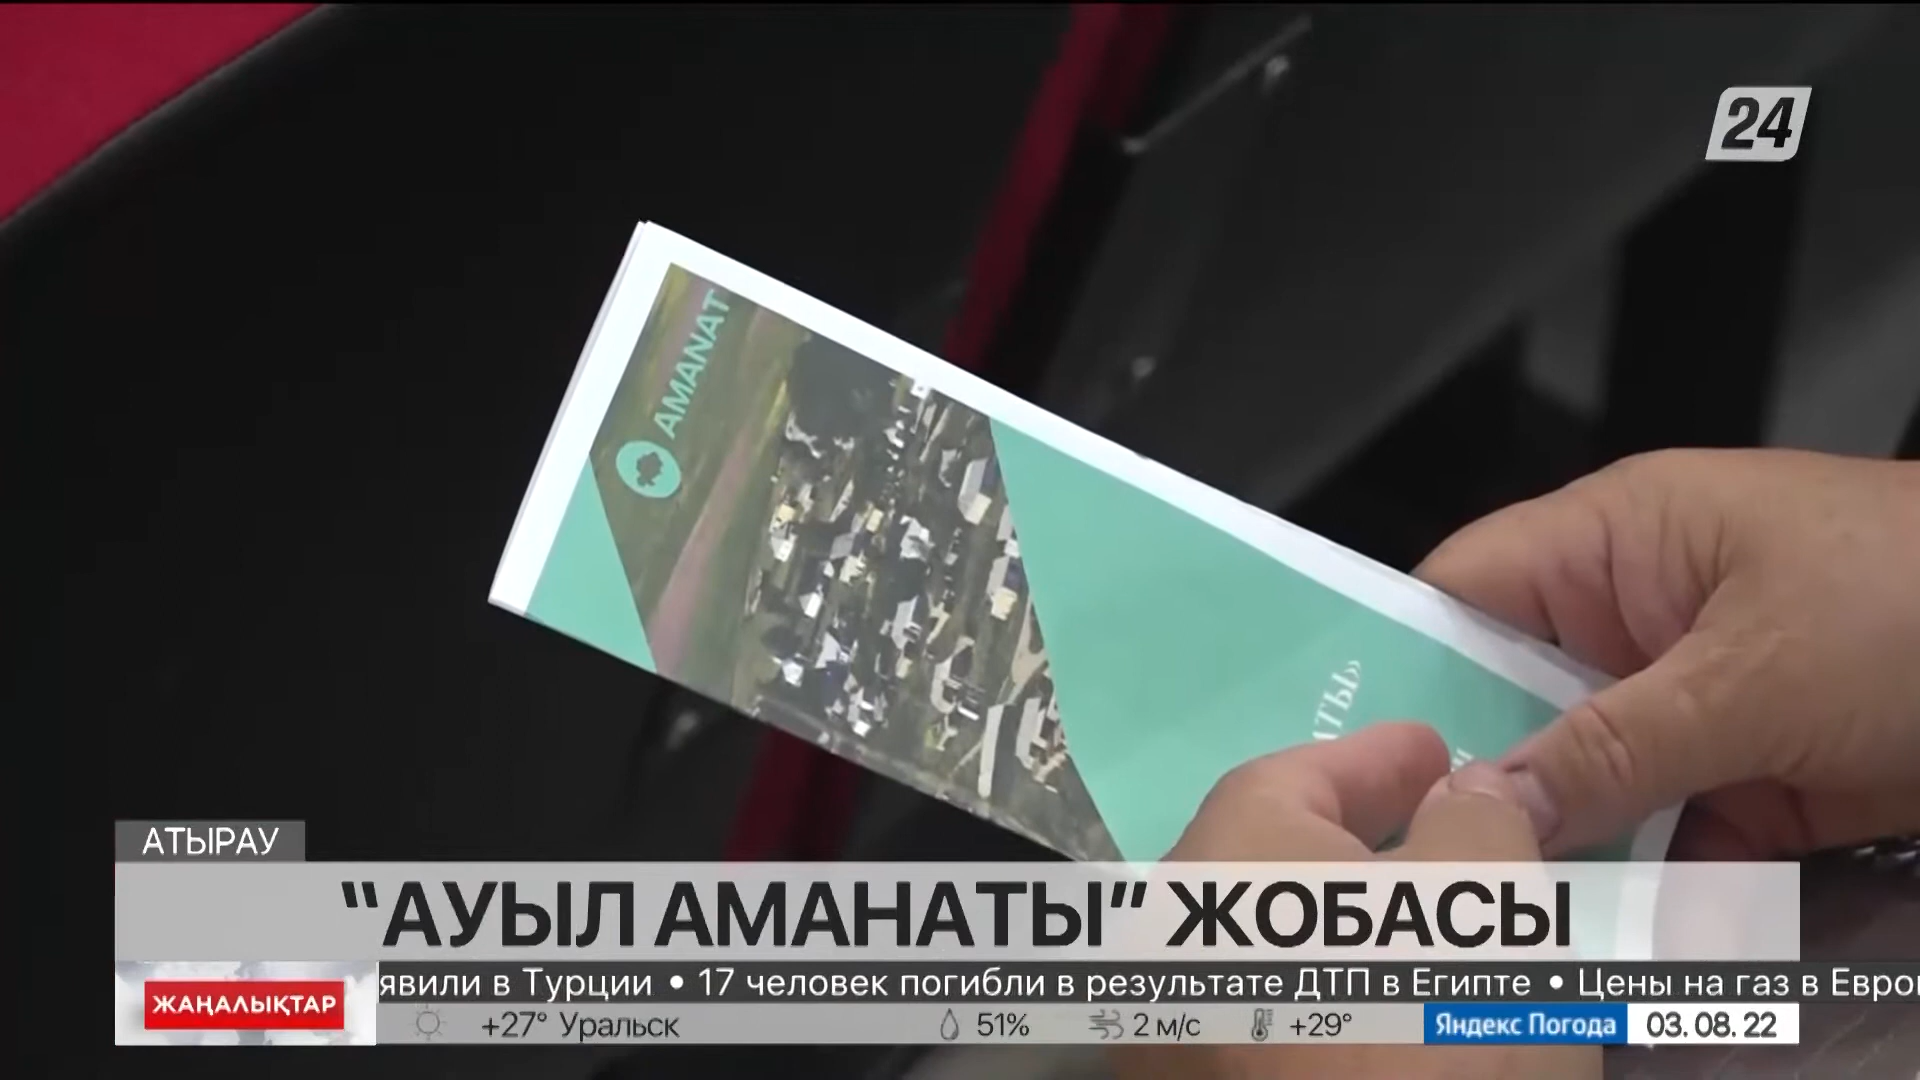 24
AMANAT
АТЫРАУ
"АУЫЛ АМАНАТЫ" ЖОБАСЫ
ЖАҢАЛЫҚТАР
явили в Турции • 17 человек погибли в результате ДТП в Египте • Цены на газ в
+27° Уральск 51% 2 м/с +29° Яндекс Погода 03.08.22